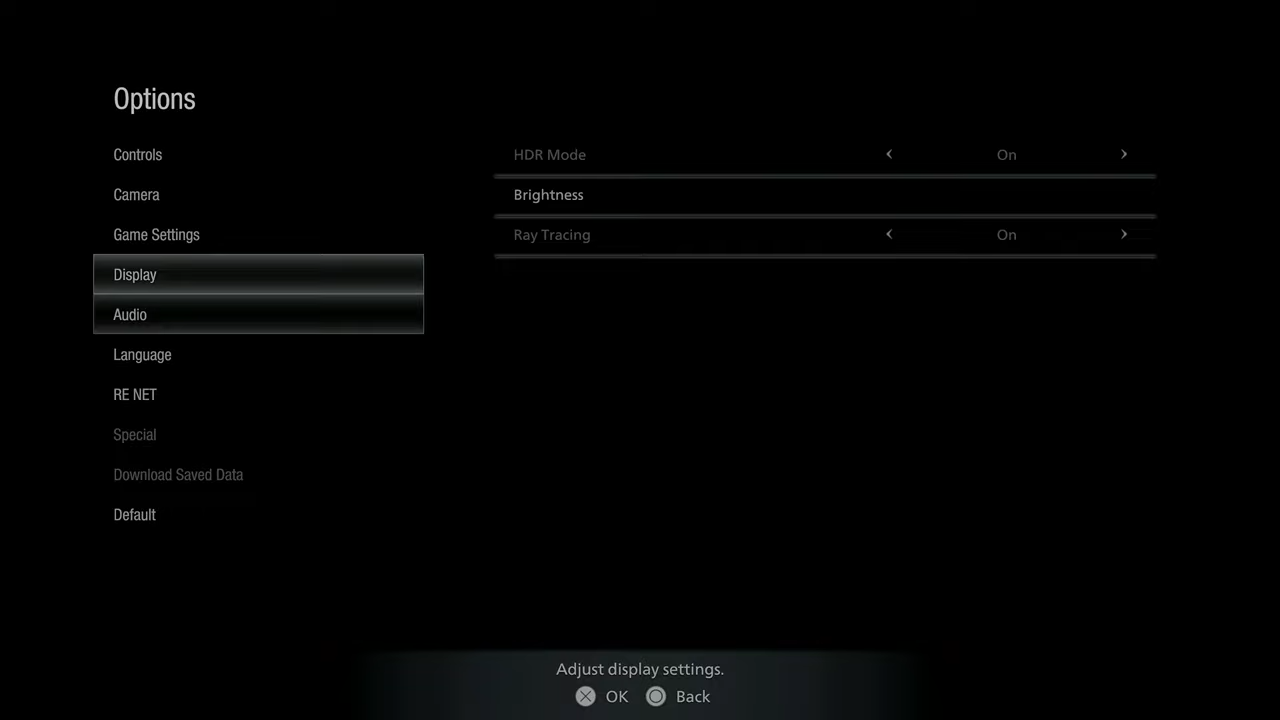 Options
Controls
Camera
Game Settings
Display
Audio
Language
RE NET
Special
Download Saved Data
Default
HDR Mode On
Brightness
Ray Tracing On
Adjust display settings.
OK Back